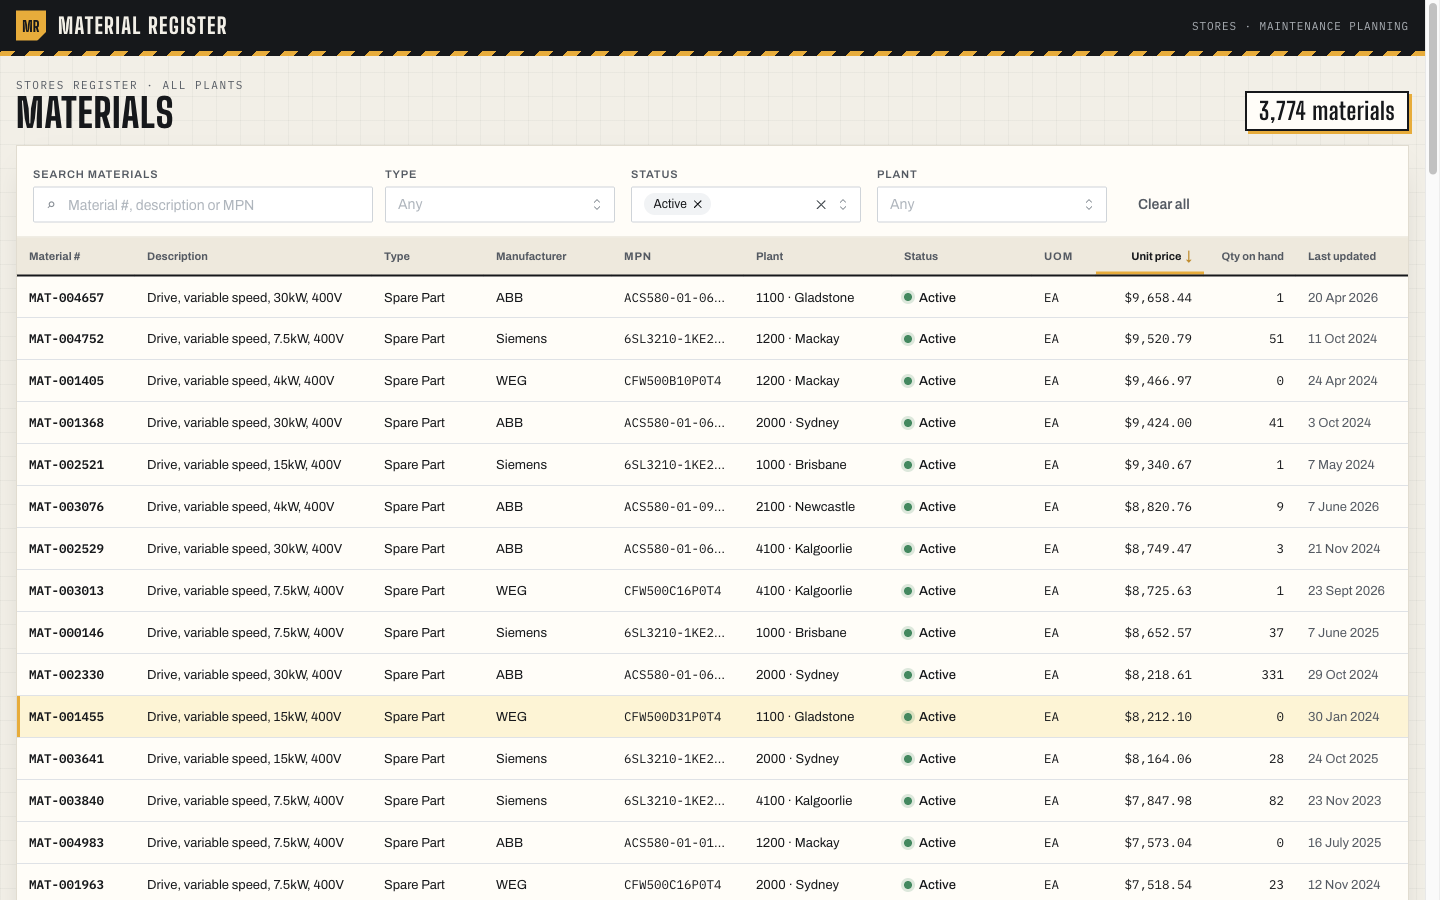 MR MATERIAL REGISTER STORES · MAINTENANCE PLANNING
STORES REGISTER · ALL PLANTS
MATERIALS
3,774 materials
SEARCH MATERIALS TYPE STATUS PLANT
Material #, description or MPN Any Active Any Clear all
Material # Description Type Manufacturer MPN Plant Status UOM Unit price ↓ Qty on hand Last updated
MAT-004657 Drive, variable speed, 30kW, 400V Spare Part ABB ACS580-01-06... 1100 · Gladstone Active EA $9,658.44 1 20 Apr 2026
MAT-004752 Drive, variable speed, 7.5kW, 400V Spare Part Siemens 6SL3210-1KE2... 1200 · Mackay Active EA $9,520.79 51 11 Oct 2024
MAT-001405 Drive, variable speed, 4kW, 400V Spare Part WEG CFW500B10P0T4 1200 · Mackay Active EA $9,466.97 0 24 Apr 2024
MAT-001368 Drive, variable speed, 30kW, 400V Spare Part ABB ACS580-01-06... 2000 · Sydney Active EA $9,424.00 41 3 Oct 2024
MAT-002521 Drive, variable speed, 15kW, 400V Spare Part Siemens 6SL3210-1KE2... 1000 · Brisbane Active EA $9,340.67 1 7 May 2024
MAT-003076 Drive, variable speed, 4kW, 400V Spare Part ABB ACS580-01-09... 2100 · Newcastle Active EA $8,820.76 9 7 June 2026
MAT-002529 Drive, variable speed, 30kW, 400V Spare Part ABB ACS580-01-06... 4100 · Kalgoorlie Active EA $8,749.47 3 21 Nov 2024
MAT-003013 Drive, variable speed, 7.5kW, 400V Spare Part WEG CFW500C16P0T4 4100 · Kalgoorlie Active EA $8,725.63 1 23 Sept 2026
MAT-000146 Drive, variable speed, 7.5kW, 400V Spare Part Siemens 6SL3210-1KE2... 1000 · Brisbane Active EA $8,652.57 37 7 June 2025
MAT-002330 Drive, variable speed, 30kW, 400V Spare Part ABB ACS580-01-06... 2000 · Sydney Active EA $8,218.61 331 29 Oct 2024
MAT-001455 Drive, variable speed, 15kW, 400V Spare Part WEG CFW500D31P0T4 1100 · Gladstone Active EA $8,212.10 0 30 Jan 2024
MAT-003641 Drive, variable speed, 15kW, 400V Spare Part Siemens 6SL3210-1KE2... 2000 · Sydney Active EA $8,164.06 28 24 Oct 2025
MAT-003840 Drive, variable speed, 7.5kW, 400V Spare Part Siemens 6SL3210-1KE2... 4100 · Kalgoorlie Active EA $7,847.98 82 23 Nov 2023
MAT-004983 Drive, variable speed, 7.5kW, 400V Spare Part ABB ACS580-01-01... 1200 · Mackay Active EA $7,573.04 0 16 July 2025
MAT-001963 Drive, variable speed, 7.5kW, 400V Spare Part WEG CFW500C16P0T4 2000 · Sydney Active EA $7,518.54 23 12 Nov 2024